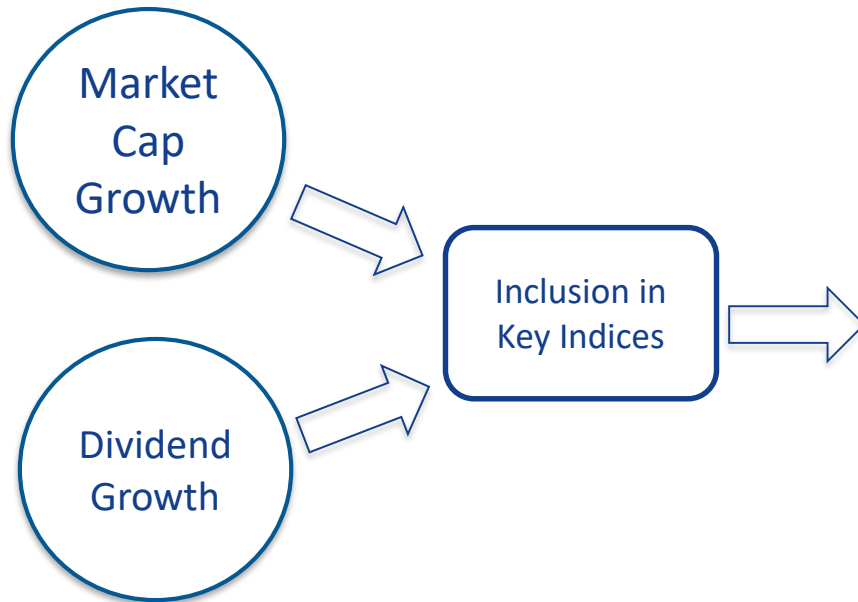 Market
Cap
Growth
Inclusion in
Key Indices
Dividend
Growth